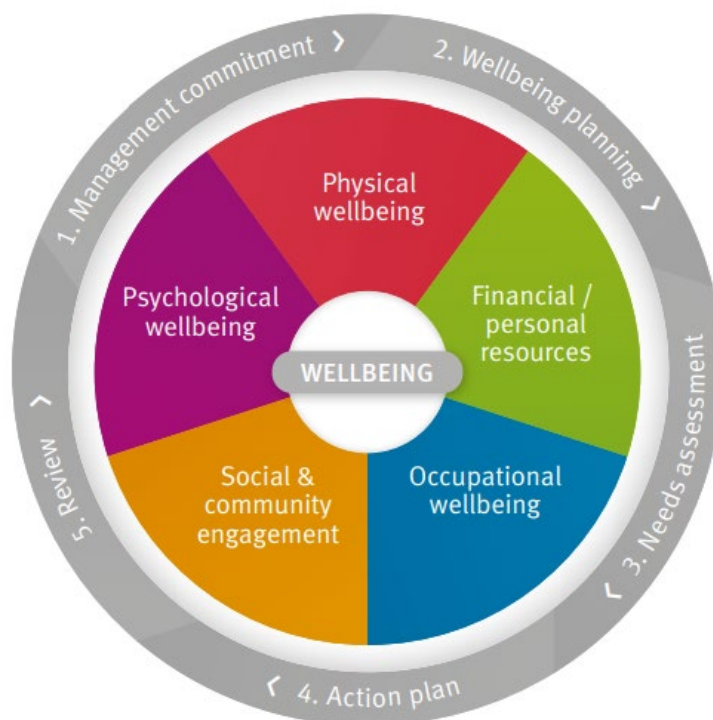 1. Management commitment >
2. Wellbeing planning >
3. Needs assessment >
4. Action plan >
5. Review >
Physical
wellbeing
Financial /
personal
resources
Occupational
wellbeing
Social &
community
engagement
Psychological
wellbeing
WELLBEING